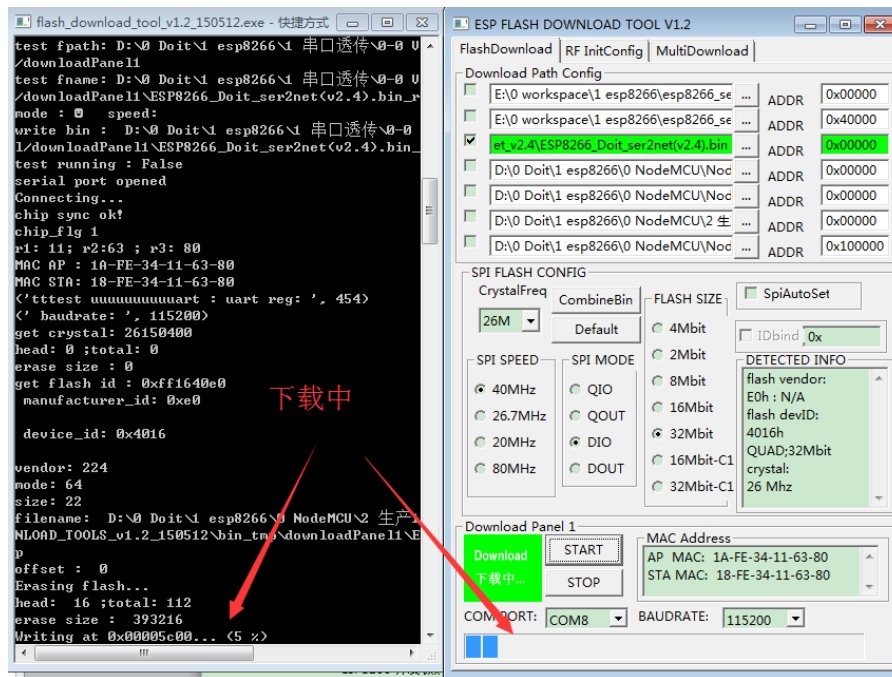 flash_download_tool_v1.2_150512.exe - 快捷方式
test fpath: D:\0 Doit\1 esp8266\1 串口透传\0-0 U
/downloadPanel1
test fname: D:\0 Doit\1 esp8266\1 串口透传\0-0 U
/downloadPanel1\ESP8266_Doit_ser2net(v2.4).bin_r
mode : 0 speed:
write bin : D:\0 Doit\1 esp8266\1 串口透传\0-0
l/downloadPanel1\ESP8266_Doit_ser2net(v2.4).bin_
test running : False
serial port opened
Connecting...
chip sync ok!
chip_flg 1
r1: 11; r2:63 ; r3: 80
MAC AP : 1A-FE-34-11-63-80
MAC STA: 18-FE-34-11-63-80
('tttest uuuuuuuuuuart : uart reg: ', 454)
(' baudrate: ', 115200)
get crystal: 26150400
head: 0 ;total: 0
erase size : 0
get flash id : 0xff1640e0
manufacturer_id: 0xe0
device_id: 0x4016
vendor: 224
mode: 64
size: 22
filename: D:\0 Doit\1 esp8266\0 NodeMCU\2 生产
NLOAD_TOOLS_v1.2_150512\bin_tmp\downloadPanel1\E
p
offset : 0
Erasing flash...
head: 16 ;total: 112
erase size : 393216
Writing at 0x00005c00... (5 %)
下载中
ESP FLASH DOWNLOAD TOOL V1.2
FlashDownload RF InitConfig MultiDownload
Download Path Config
E:\0 workspace\1 esp8266\esp8266_se ... ADDR 0x00000
E:\0 workspace\1 esp8266\esp8266_se ... ADDR 0x40000
et_v2.4\ESP8266_Doit_ser2net(v2.4).bin ... ADDR 0x00000
D:\0 Doit\1 esp8266\0 NodeMCU\Nod ... ADDR 0x00000
D:\0 Doit\1 esp8266\0 NodeMCU\2 生 ... ADDR 0x00000
D:\0 Doit\1 esp8266\0 NodeMCU\Nod ... ADDR 0x100000
SPI FLASH CONFIG
CrystalFreq
26M
CombineBin
Default
SPI SPEED
40MHz
26.7MHz
20MHz
80MHz
SPI MODE
QIO
QOUT
DIO
DOUT
FLASH SIZE
4Mbit
2Mbit
8Mbit
16Mbit
32Mbit
16Mbit-C1
32Mbit-C1
SpiAutoSet
IDbind 0x
DETECTED INFO
flash vendor:
E0h : N/A
flash devID:
4016h
QUAD;32Mbit
crystal:
26 Mhz
Download Panel 1
Download
下载中...
START
STOP
MAC Address
AP MAC: 1A-FE-34-11-63-80
STA MAC: 18-FE-34-11-63-80
COM PORT: COM8 BAUDRATE: 115200